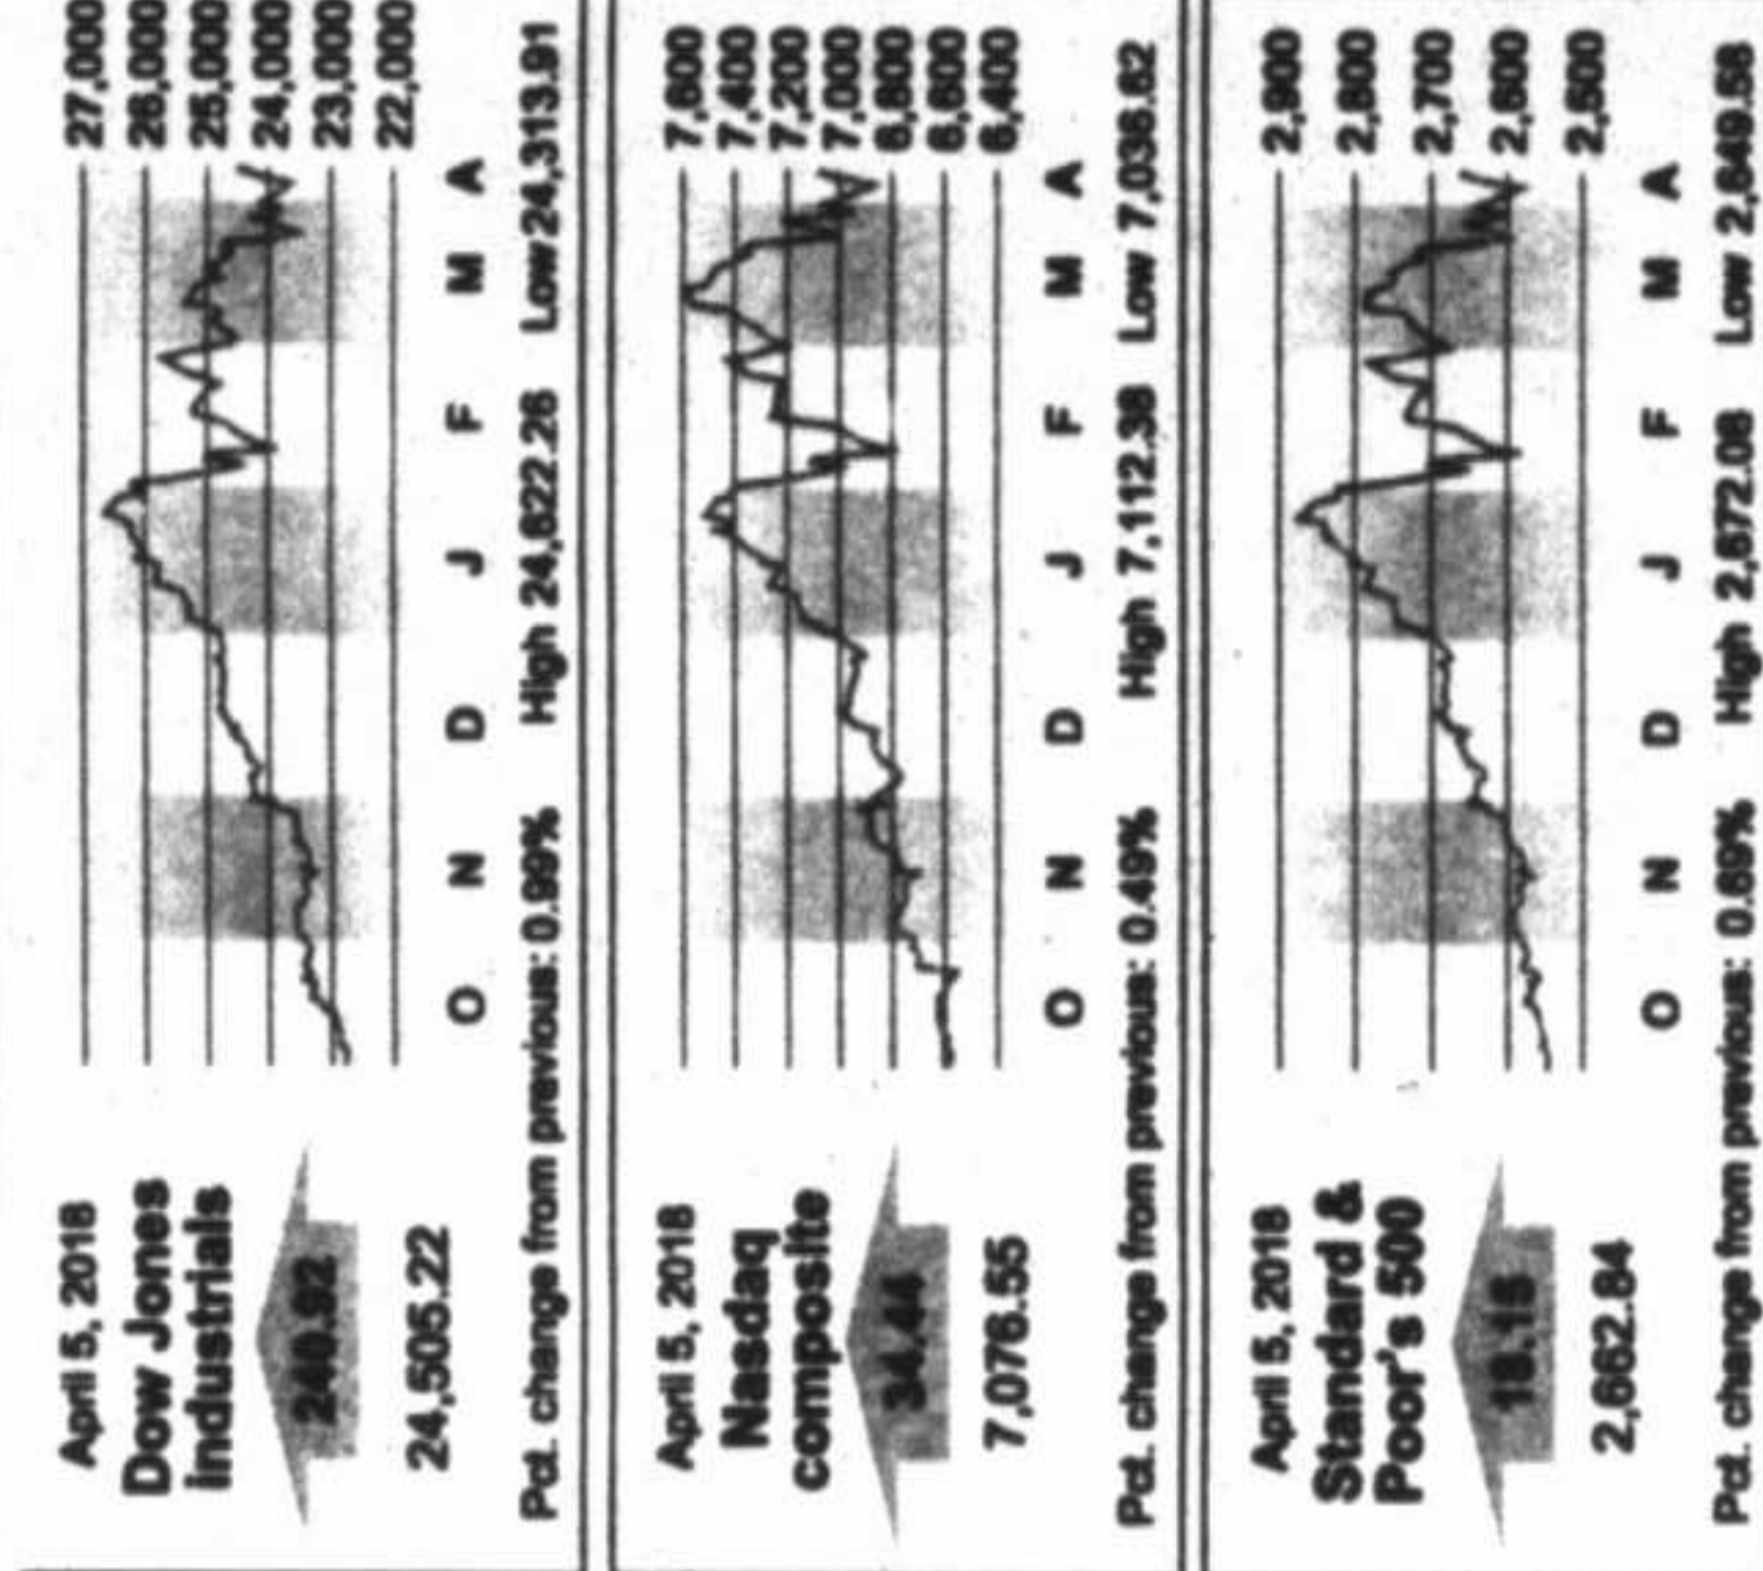 April 5, 2018
Dow Jones
industrials
240.92
24,505.22
27,000
26,000
25,000
24,000
23,000
22,000
O N D J F M A
Pct. change from previous: 0.99% High 24,622.26 Low24,313.91
April 5, 2018
Nasdaq
composite
34.44
7,076.55
7,600
7,400
7,200
7,000
6,800
6,600
6,400
O N D J F M A
Pct. change from previous: 0.49% High 7,112.38 Low 7,036.62
April 5, 2018
Standard &
Poor's 500
18.15
2,662.84
2,900
2,800
2,700
2,600
2,500
O N D J F M A
Pct. change from previous: 0.69% High 2,672.08 Low 2,649.58